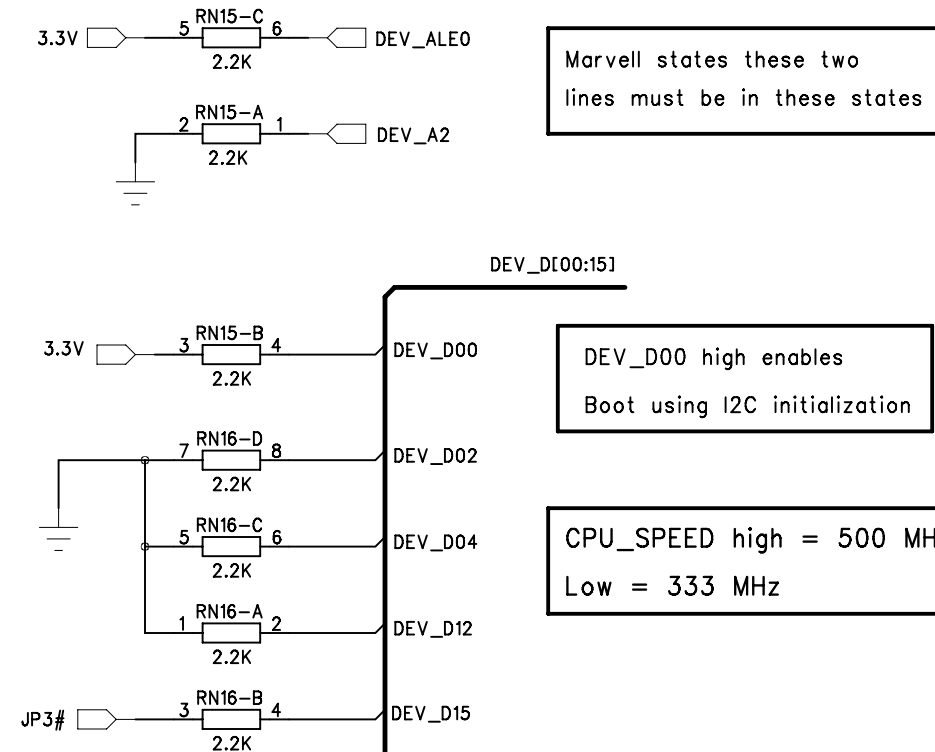 RN15-C
3.3V 5 6 DEV_ALE0
2.2K
Marvell states these two
lines must be in these states
RN15-A
2 1 DEV_A2
2.2K
DEV_D[00:15]
RN15-B
3.3V 3 4 DEV_D00
2.2K
DEV_D00 high enables
Boot using I2C initialization
RN16-D
7 8 DEV_D02
2.2K
RN16-C
5 6 DEV_D04
2.2K
CPU_SPEED high = 500 MH
Low = 333 MHz
RN16-A
1 2 DEV_D12
2.2K
RN16-B
JP3# 3 4 DEV_D15
2.2K